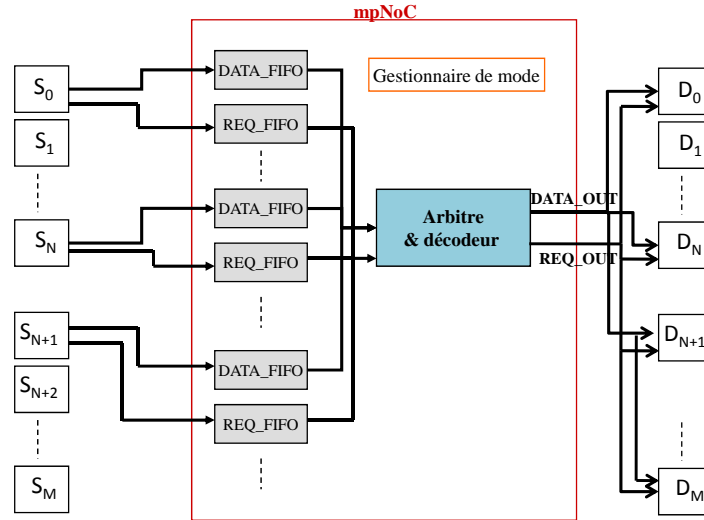 mpNoC
S0
S1
SN
SN+1
SN+2
SM
DATA_FIFO
REQ_FIFO
DATA_FIFO
REQ_FIFO
DATA_FIFO
REQ_FIFO
Gestionnaire de mode
Arbitre
& décodeur
DATA_OUT
REQ_OUT
D0
D1
DN
DN+1
DM